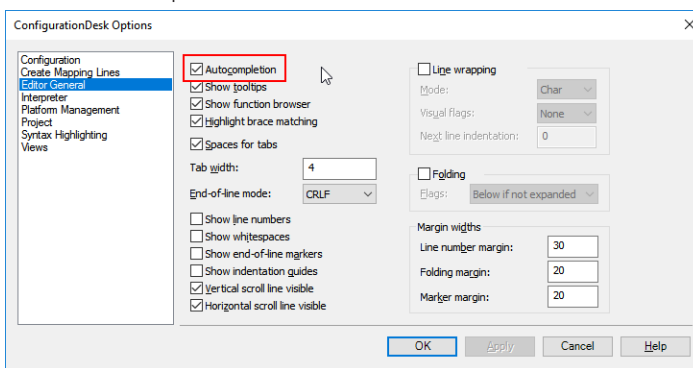 ConfigurationDesk Options
Configuration
Create Mapping Lines
Editor General
Interpreter
Platform Management
Project
Syntax Highlighting
Views
Autocompletion
Show tooltips
Show function browser
Highlight brace matching
Spaces for tabs
Tab width: 4
End-of-line mode: CRLF
Show line numbers
Show whitespaces
Show end-of-line markers
Show indentation guides
Vertical scroll line visible
Horizontal scroll line visible
Line wrapping
Mode: Char
Visual flags: None
Next line indentation: 0
Folding
Flags: Below if not expanded
Margin widths
Line number margin: 30
Folding margin: 20
Marker margin: 20
OK Apply Cancel Help